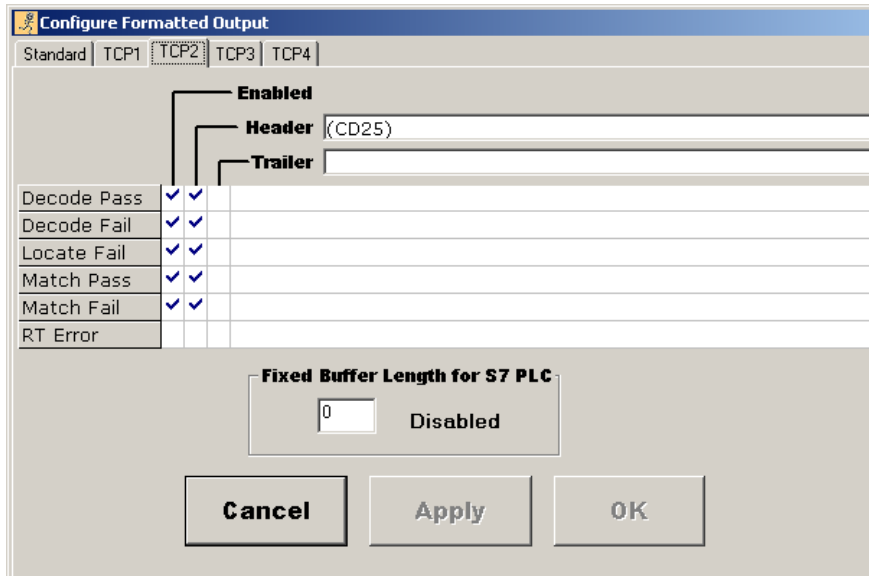 Configure Formatted Output
Standard TCP1 TCP2 TCP3 TCP4
Enabled
Header (CD25)
Trailer
Decode Pass
Decode Fail
Locate Fail
Match Pass
Match Fail
RT Error
Fixed Buffer Length for S7 PLC
0 Disabled
Cancel Apply OK